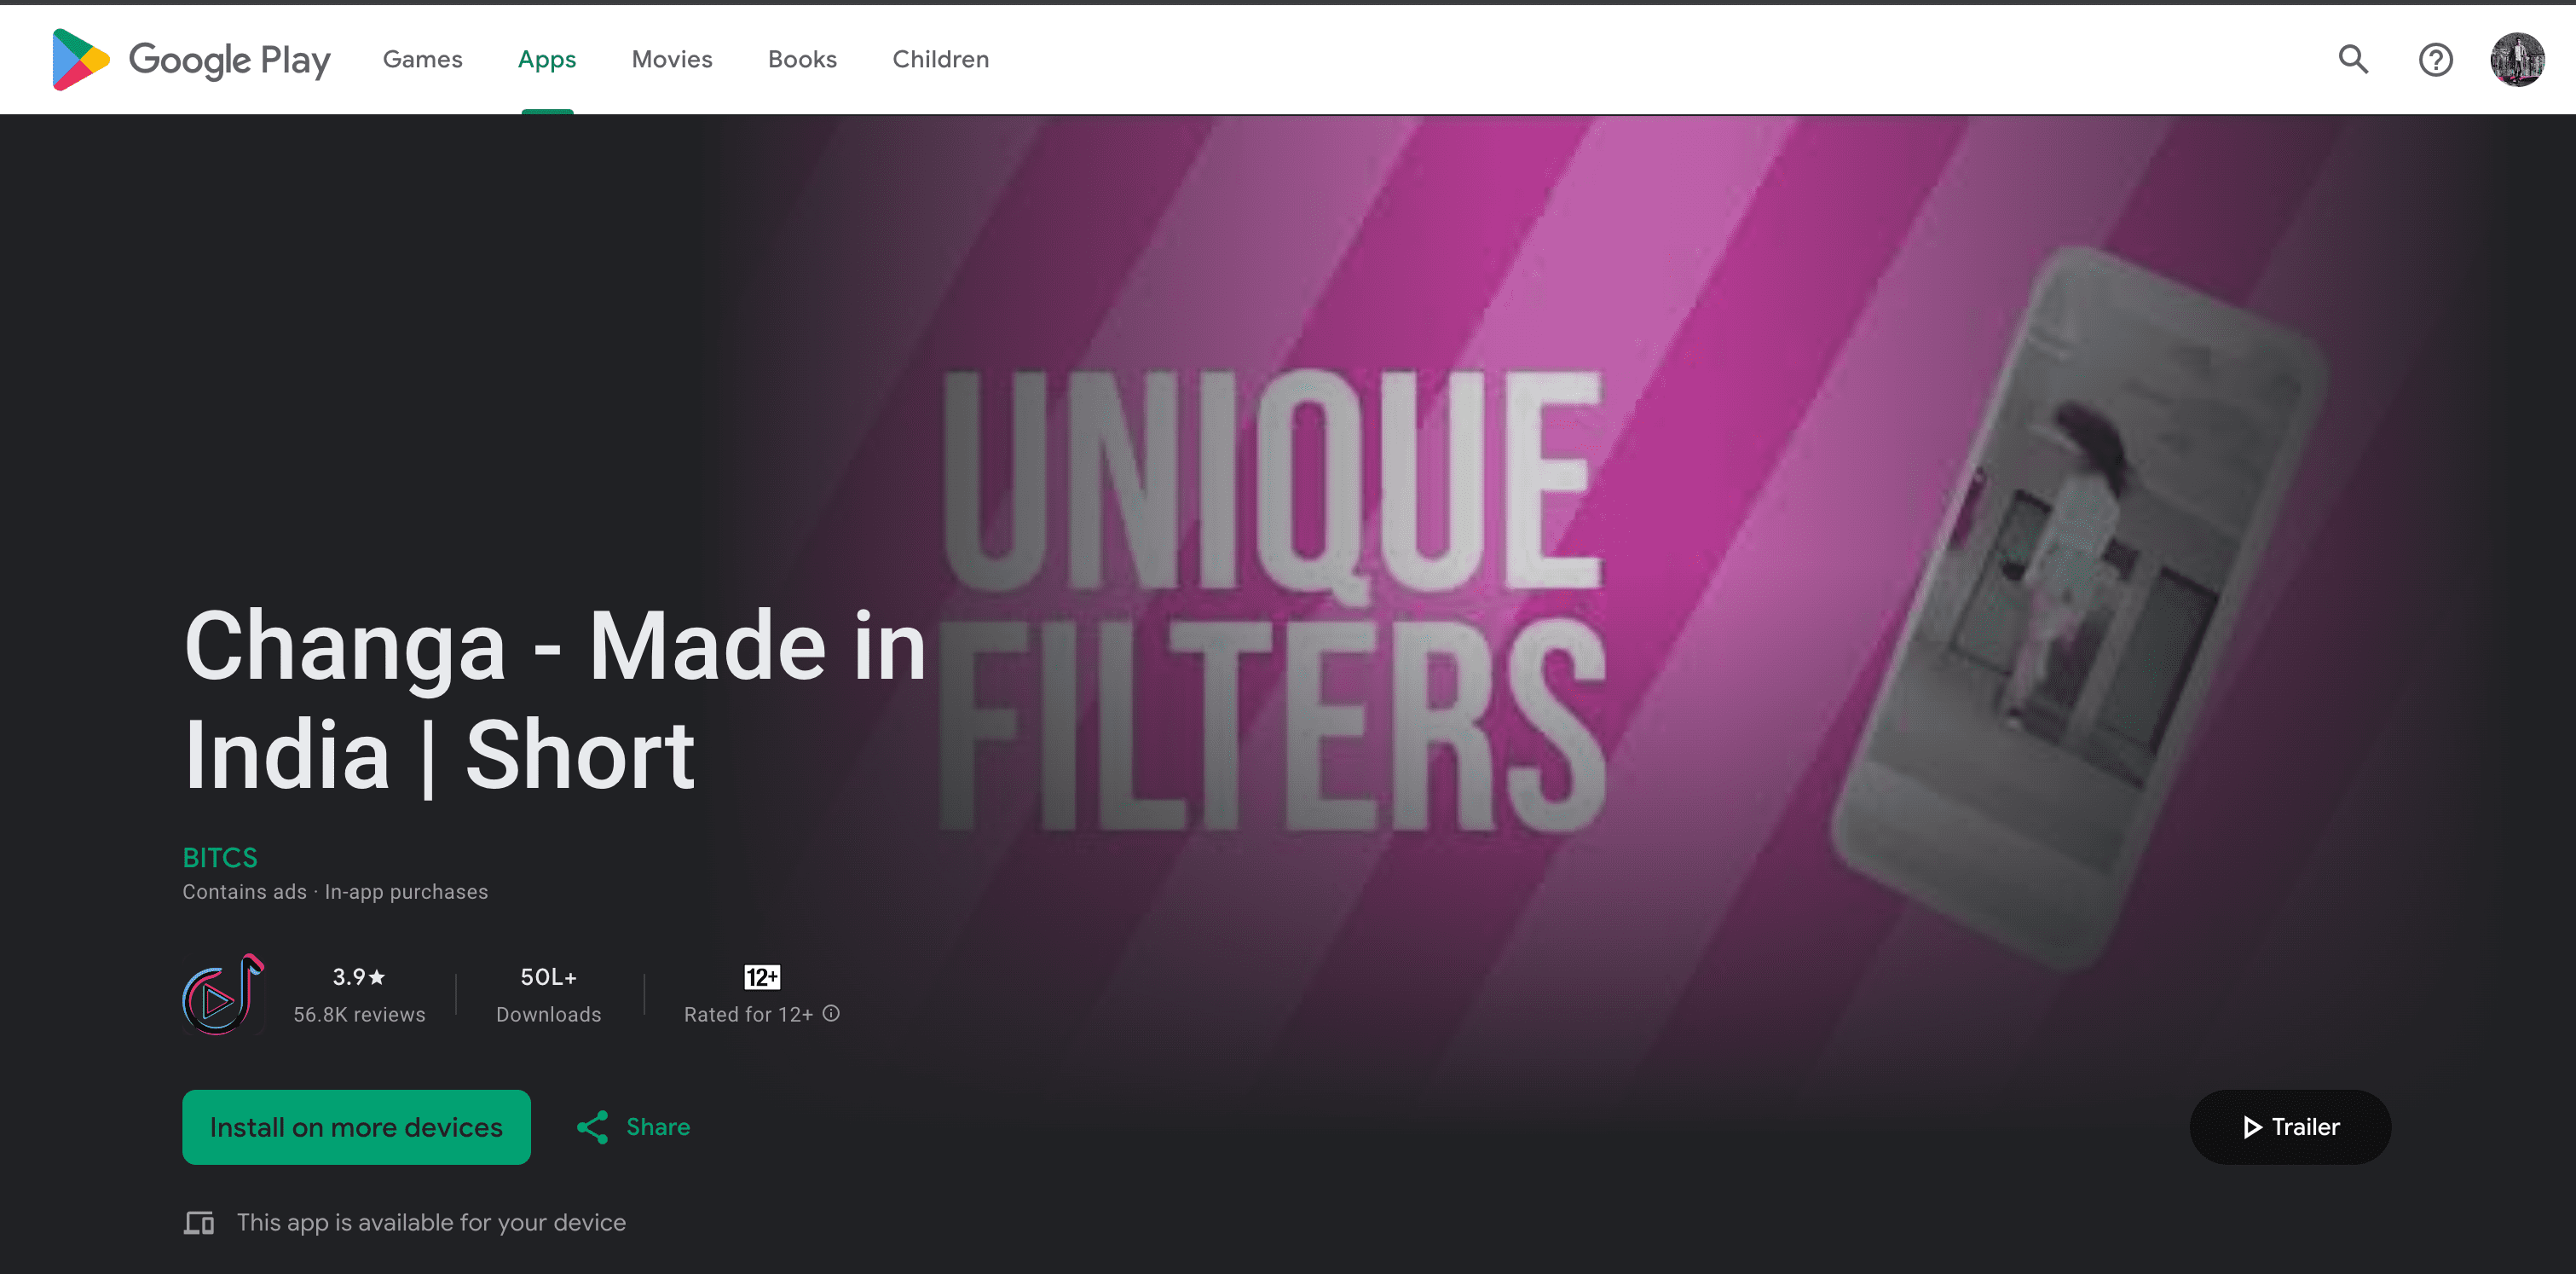 Google Play Games Apps Movies Books Children
UNIQUE
FILTERS
Changa - Made in
India | Short
BITCS
Contains ads · In-app purchases
3.9★ 50L+ 12+
56.8K reviews Downloads Rated for 12+
Install on more devices Share Trailer
This app is available for your device